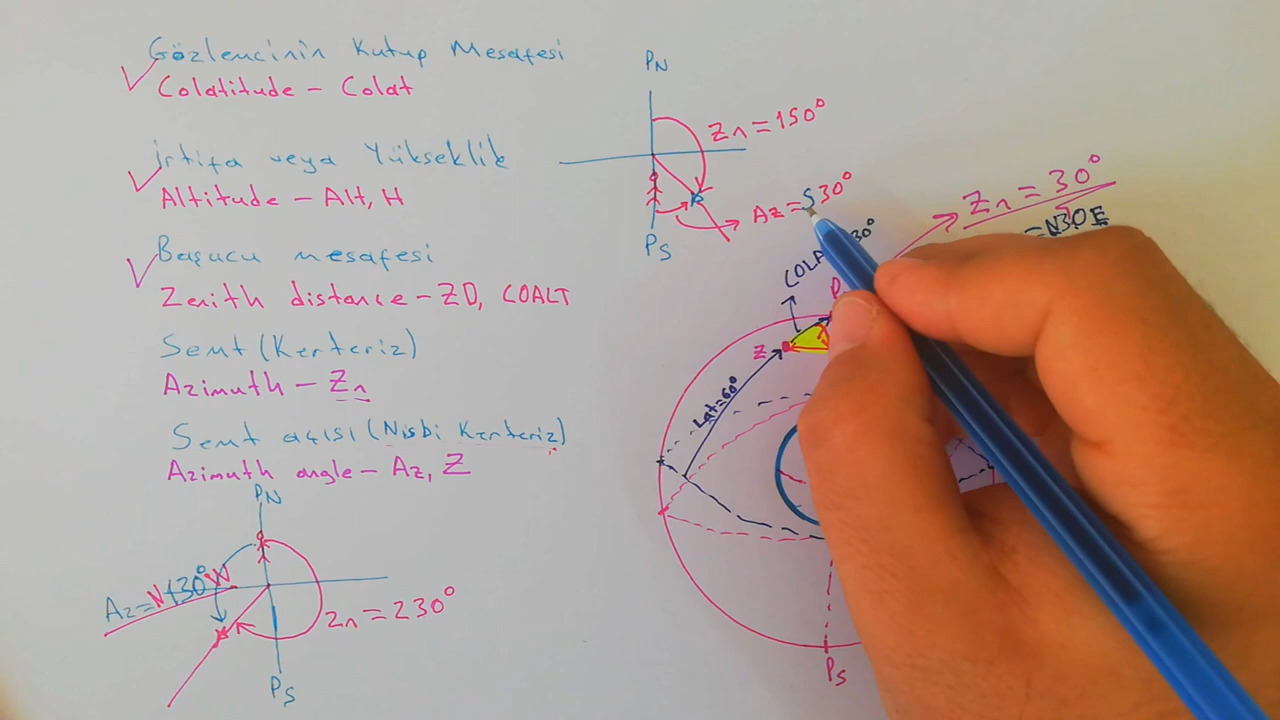 Gözlemcinin Kutup Mesafesi
Colatitude - Colat
İrtifa veya Yükseklik
Altitude - Alt, H
Başucu mesafesi
Zenith distance - ZD, COALT
Semt (Kerteriz)
Azimuth - Zn
Semt açısı (Nisbi Kerteriz)
Azimuth angle - Az, Z
PN
Az = N130°W
Zn = 230°
PS
PN
Zn = 150°
Az = S30°
PS
Zn = 30°
= N30E
30°
Z
Lat = 60°
PS